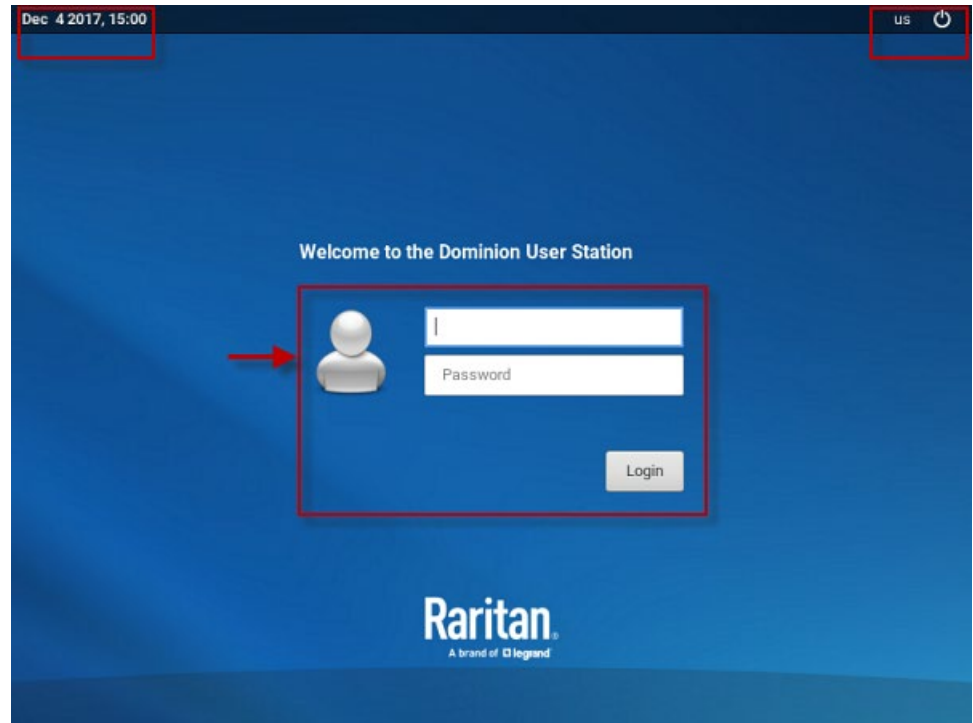 Dec 4 2017, 15:00
us
Welcome to the Dominion User Station
Password
Login
Raritan®
A brand of legrand